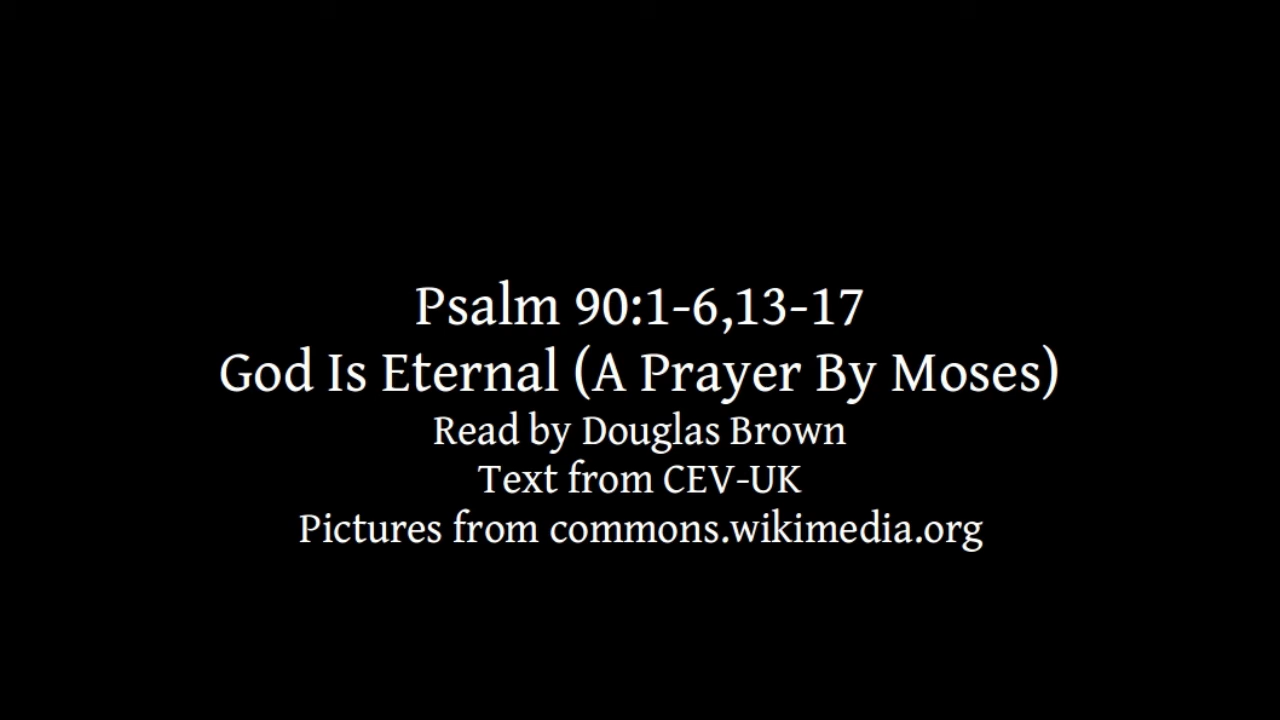 Psalm 90:1-6,13-17
God Is Eternal (A Prayer By Moses)
Read by Douglas Brown
Text from CEV-UK
Pictures from commons.wikimedia.org